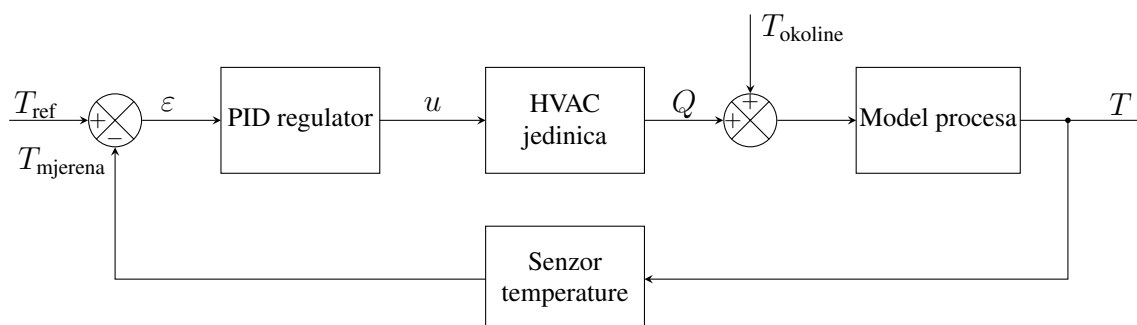 T_okoline
T_ref
ε
PID regulator
u
HVAC
jedinica
Q
Model procesa
T
+
−
+
+
T_mjerena
Senzor
temperature